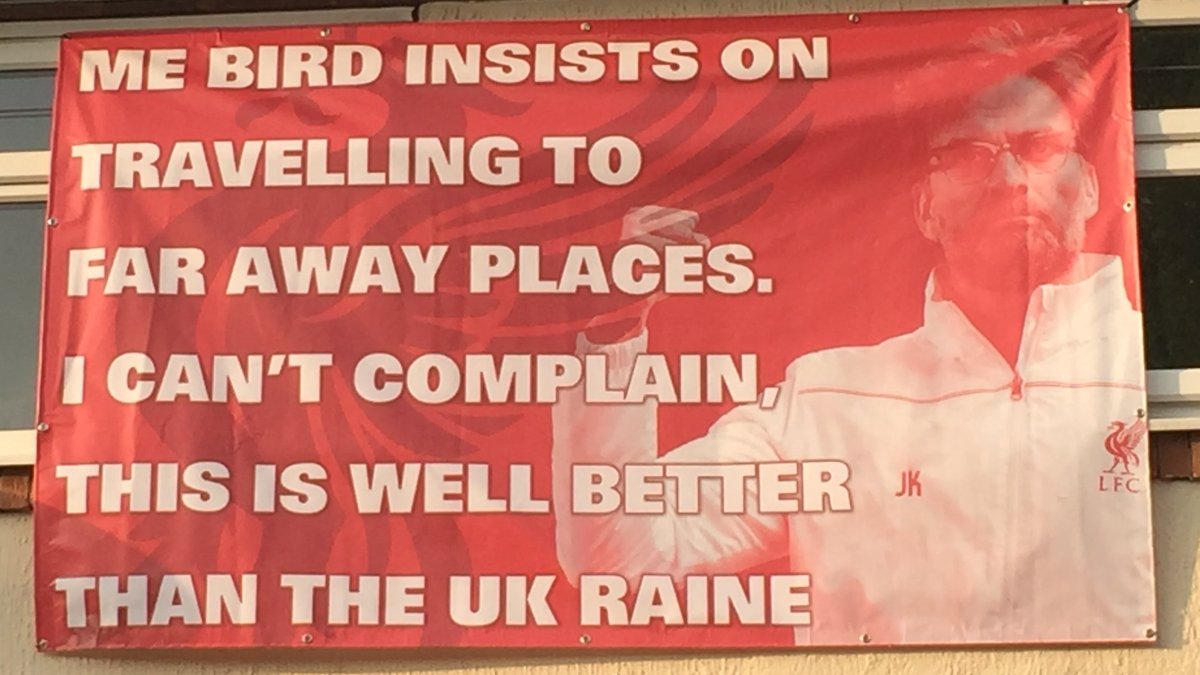 ME BIRD INSISTS ON
TRAVELLING TO
FAR AWAY PLACES.
I CAN'T COMPLAIN,
THIS IS WELL BETTER
THAN THE UK RAINE
JK
LFC